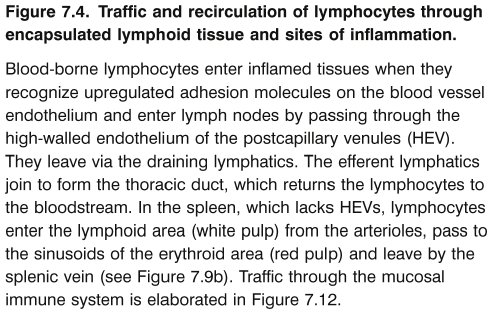 Figure 7.4. Traffic and recirculation of lymphocytes through
encapsulated lymphoid tissue and sites of inflammation.
Blood-borne lymphocytes enter inflamed tissues when they
recognize upregulated adhesion molecules on the blood vessel
endothelium and enter lymph nodes by passing through the
high-walled endothelium of the postcapillary venules (HEV).
They leave via the draining lymphatics. The efferent lymphatics
join to form the thoracic duct, which returns the lymphocytes to
the bloodstream. In the spleen, which lacks HEVs, lymphocytes
enter the lymphoid area (white pulp) from the arterioles, pass to
the sinusoids of the erythroid area (red pulp) and leave by the
splenic vein (see Figure 7.9b). Traffic through the mucosal
immune system is elaborated in Figure 7.12.